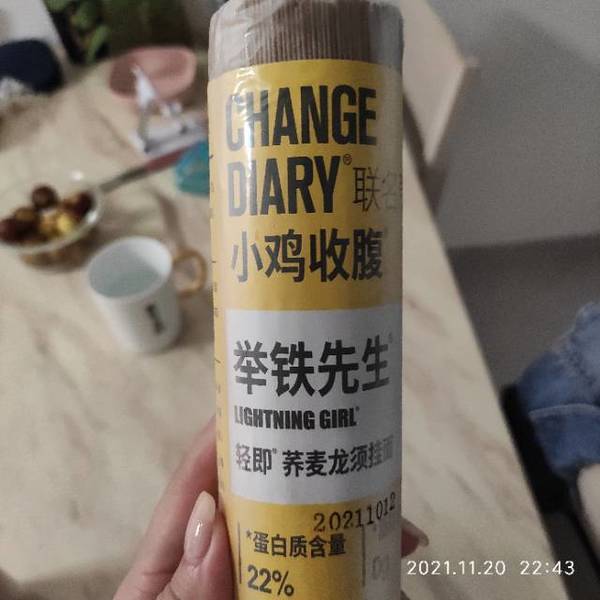 CHANGE
DIARY® 联名
小鸡收腹
举铁先生®
LIGHTNING GIRL®
轻即® 荞麦龙须挂面
20211012
*蛋白质含量
22%
2021.11.20 22:43